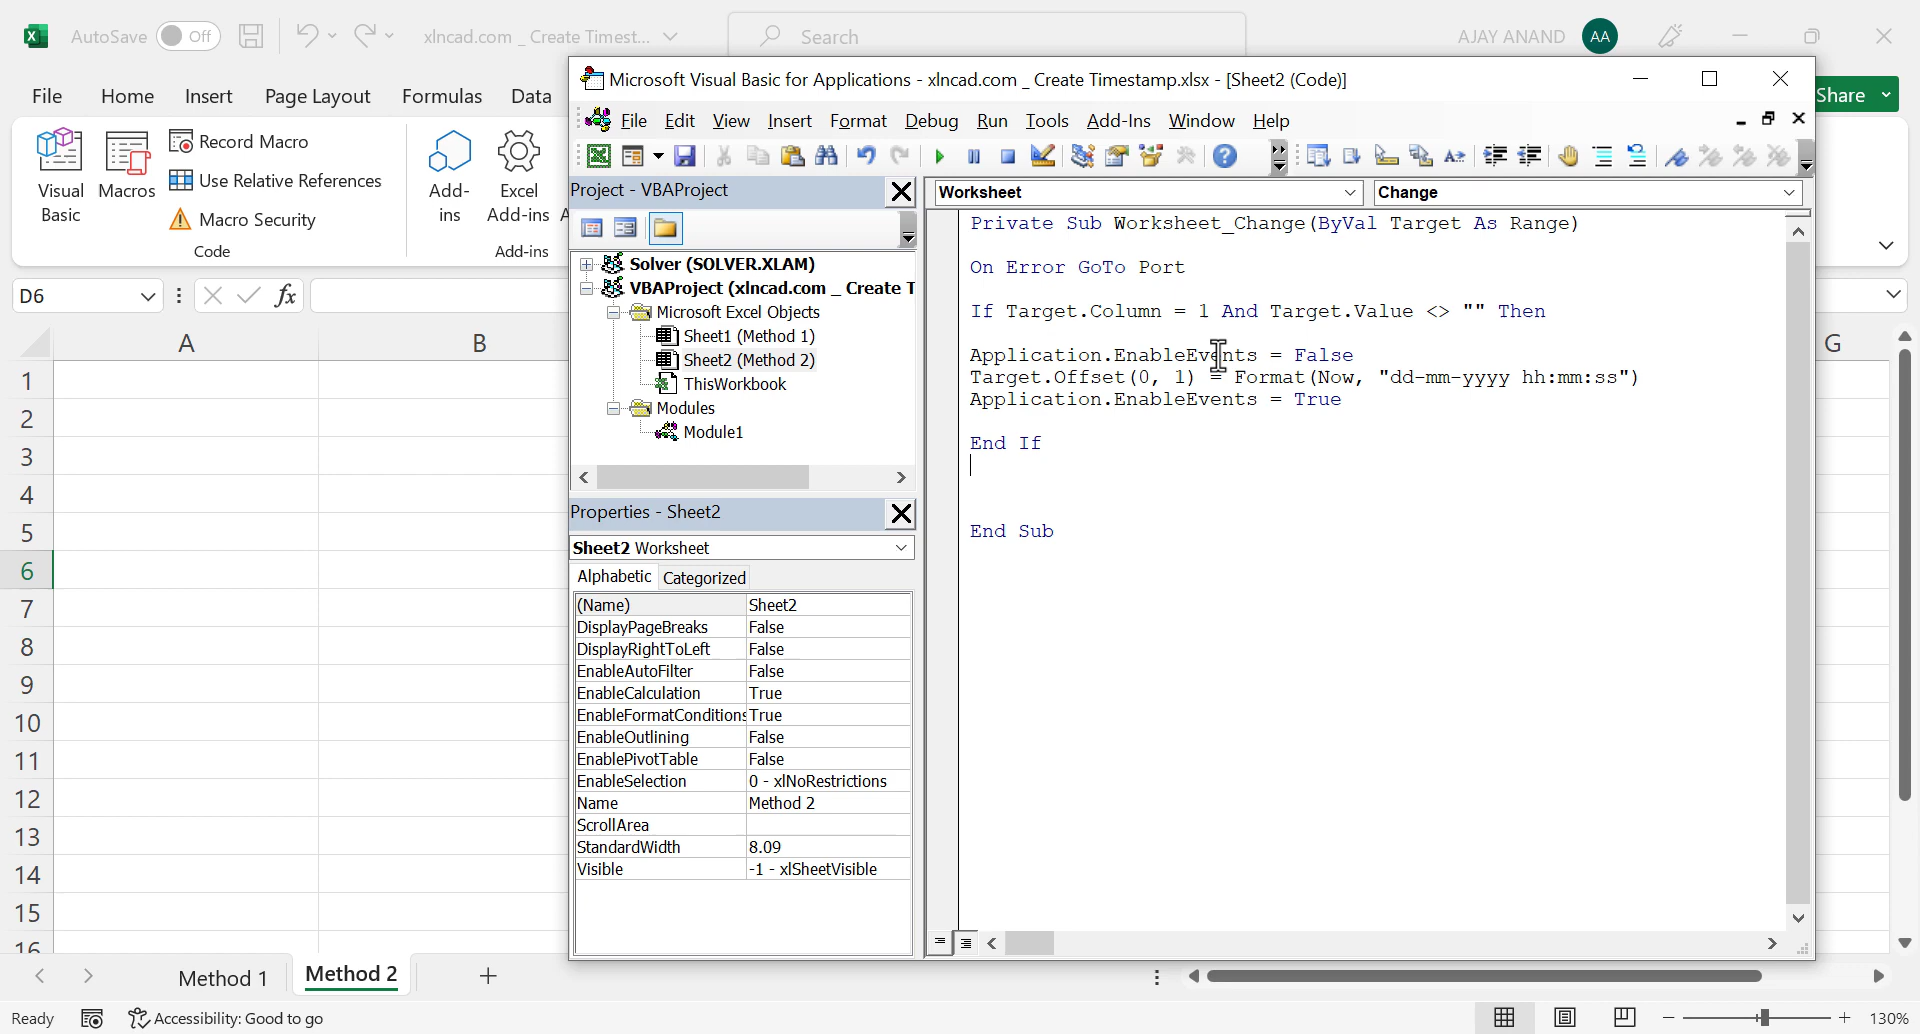 AutoSave Off xlncad.com _ Create Timest... Search AJAY ANAND AA
File Home Insert Page Layout Formulas Data
Share
Visual Basic
Macros
Record Macro
Use Relative References
Macro Security
Code
Add-ins
Excel Add-ins
Add-ins
D6
fx
A B G
1
2
3
4
5
6
7
8
9
10
11
12
13
14
15
16
Microsoft Visual Basic for Applications - xlncad.com _ Create Timestamp.xlsx - [Sheet2 (Code)]
File Edit View Insert Format Debug Run Tools Add-Ins Window Help
Project - VBAProject
Solver (SOLVER.XLAM)
VBAProject (xlncad.com _ Create T
Microsoft Excel Objects
Sheet1 (Method 1)
Sheet2 (Method 2)
ThisWorkbook
Modules
Module1
Properties - Sheet2
Sheet2 Worksheet
Alphabetic Categorized
(Name) Sheet2
DisplayPageBreaks False
DisplayRightToLeft False
EnableAutoFilter False
EnableCalculation True
EnableFormatConditions True
EnableOutlining False
EnablePivotTable False
EnableSelection 0 - xlNoRestrictions
Name Method 2
ScrollArea
StandardWidth 8.09
Visible -1 - xlSheetVisible
Worksheet Change
Private Sub Worksheet_Change(ByVal Target As Range)
On Error GoTo Port
If Target.Column = 1 And Target.Value <> "" Then
Application.EnableEvents = False
Target.Offset(0, 1) = Format(Now, "dd-mm-yyyy hh:mm:ss")
Application.EnableEvents = True
End If
End Sub
Method 1 Method 2
Ready Accessibility: Good to go 130%